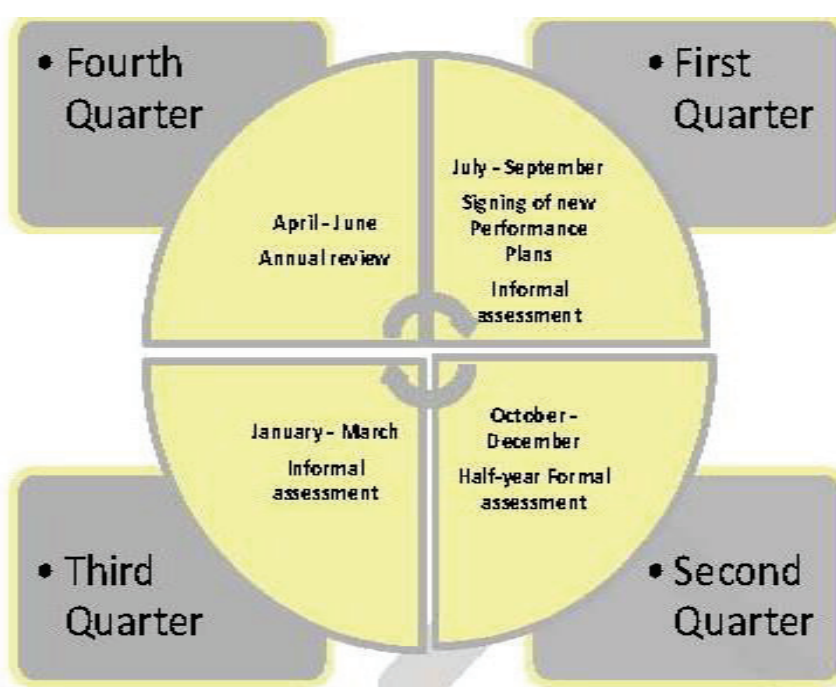 • Fourth
Quarter
• First
Quarter
July - September
Signing of new
Performance
Plans
Informal
assessment
April - June
Annual review
January - March
Informal
assessment
October -
December
Half-year Formal
assessment
• Third
Quarter
• Second
Quarter